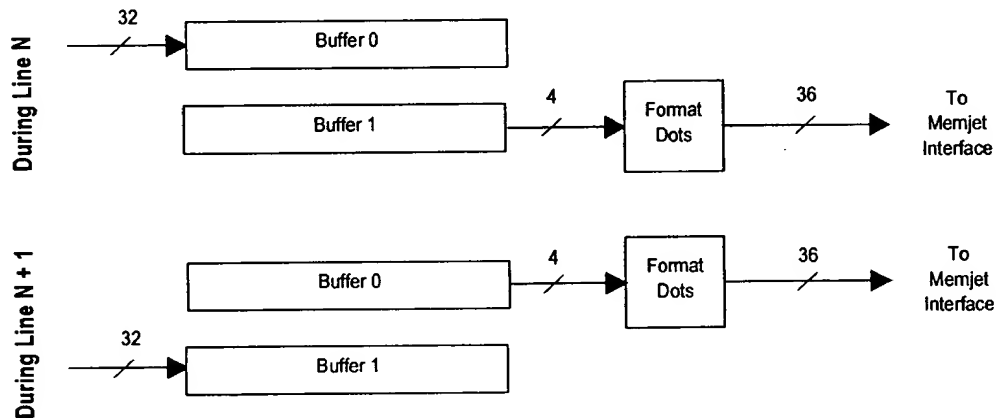 During Line N
32
Buffer 0
Buffer 1
4
Format
Dots
36
To
Memjet
Interface
During Line N + 1
Buffer 0
4
Format
Dots
36
To
Memjet
Interface
32
Buffer 1